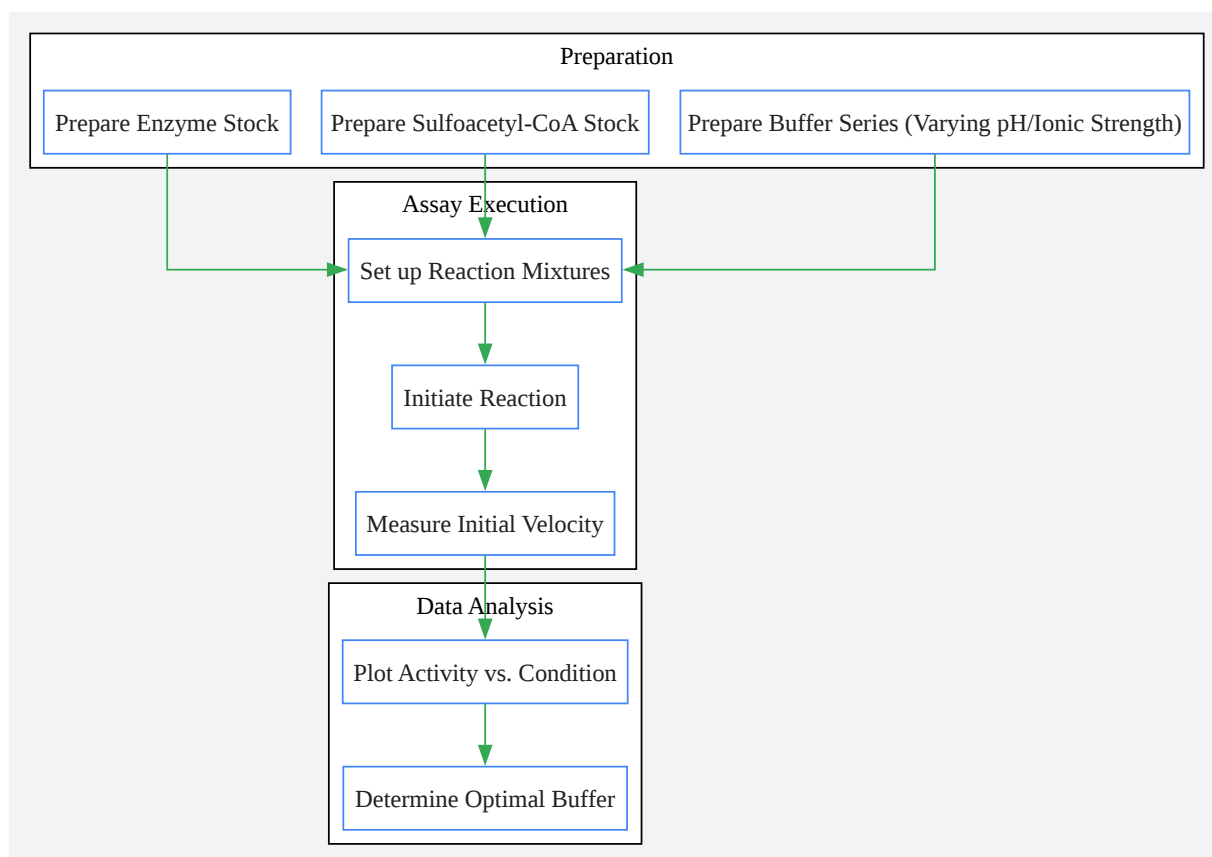 Preparation
Prepare Enzyme Stock
Prepare Sulfoacetyl-CoA Stock
Prepare Buffer Series (Varying pH/Ionic Strength)
Assay Execution
Set up Reaction Mixtures
Initiate Reaction
Measure Initial Velocity
Data Analysis
Plot Activity vs. Condition
Determine Optimal Buffer